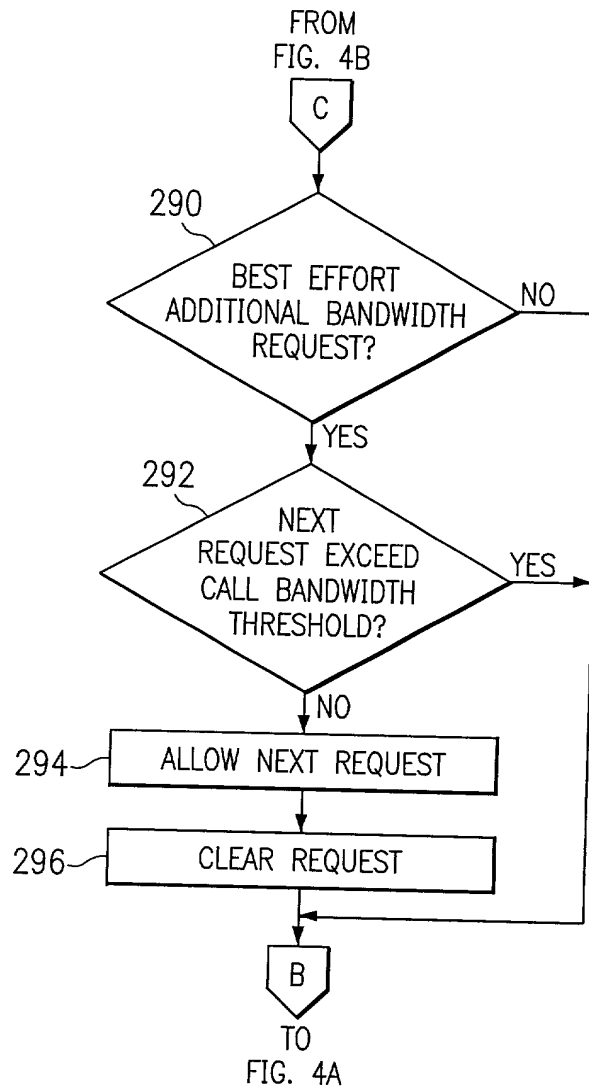 FROM
FIG. 4B
C
290
BEST EFFORT
ADDITIONAL BANDWIDTH
REQUEST?
NO
YES
292
NEXT
REQUEST EXCEED
CALL BANDWIDTH
THRESHOLD?
YES
NO
294
ALLOW NEXT REQUEST
296
CLEAR REQUEST
B
TO
FIG. 4A